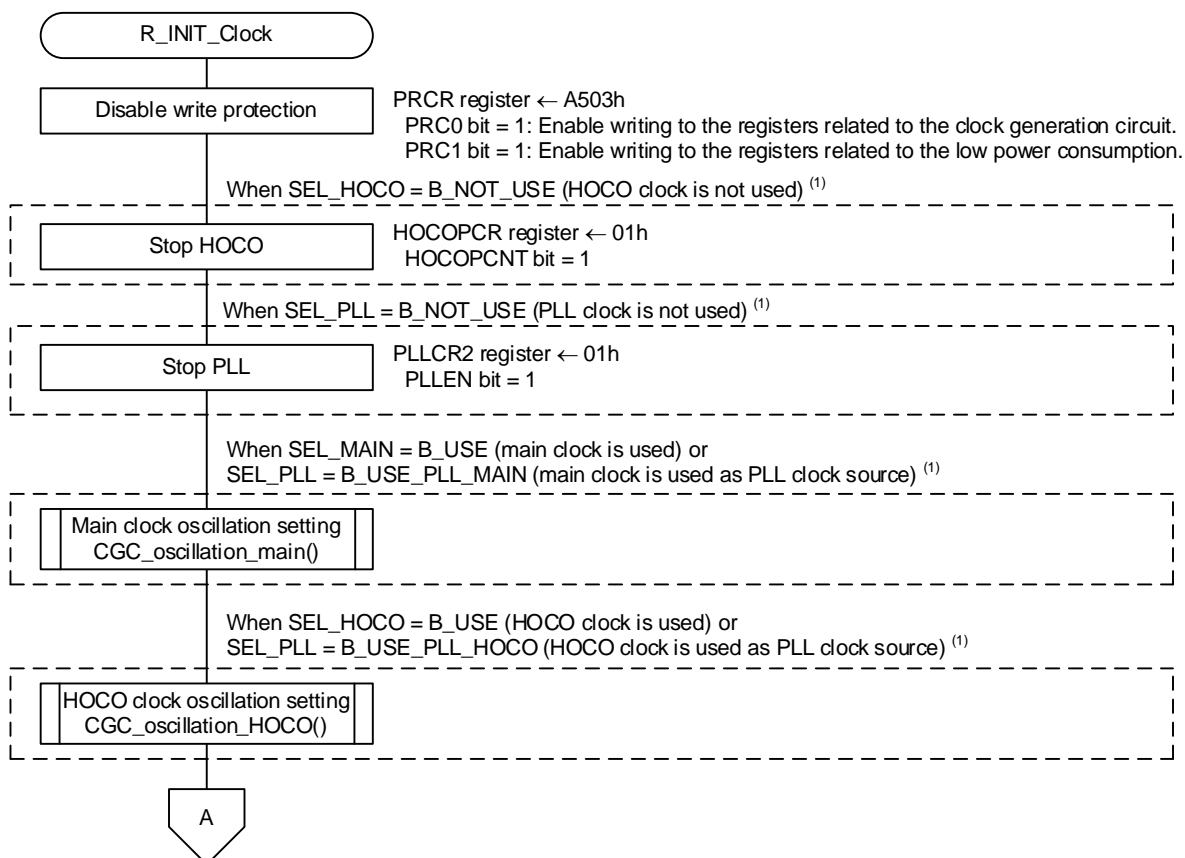 R_INIT_Clock
Disable write protection
PRCR register ← A503h
PRC0 bit = 1: Enable writing to the registers related to the clock generation circuit.
PRC1 bit = 1: Enable writing to the registers related to the low power consumption.
When SEL_HOCO = B_NOT_USE (HOCO clock is not used) (1)
Stop HOCO
HOCOPCR register ← 01h
HOCOPCNT bit = 1
When SEL_PLL = B_NOT_USE (PLL clock is not used) (1)
Stop PLL
PLLCR2 register ← 01h
PLLEN bit = 1
When SEL_MAIN = B_USE (main clock is used) or
SEL_PLL = B_USE_PLL_MAIN (main clock is used as PLL clock source) (1)
Main clock oscillation setting
CGC_oscillation_main()
When SEL_HOCO = B_USE (HOCO clock is used) or
SEL_PLL = B_USE_PLL_HOCO (HOCO clock is used as PLL clock source) (1)
HOCO clock oscillation setting
CGC_oscillation_HOCO()
A